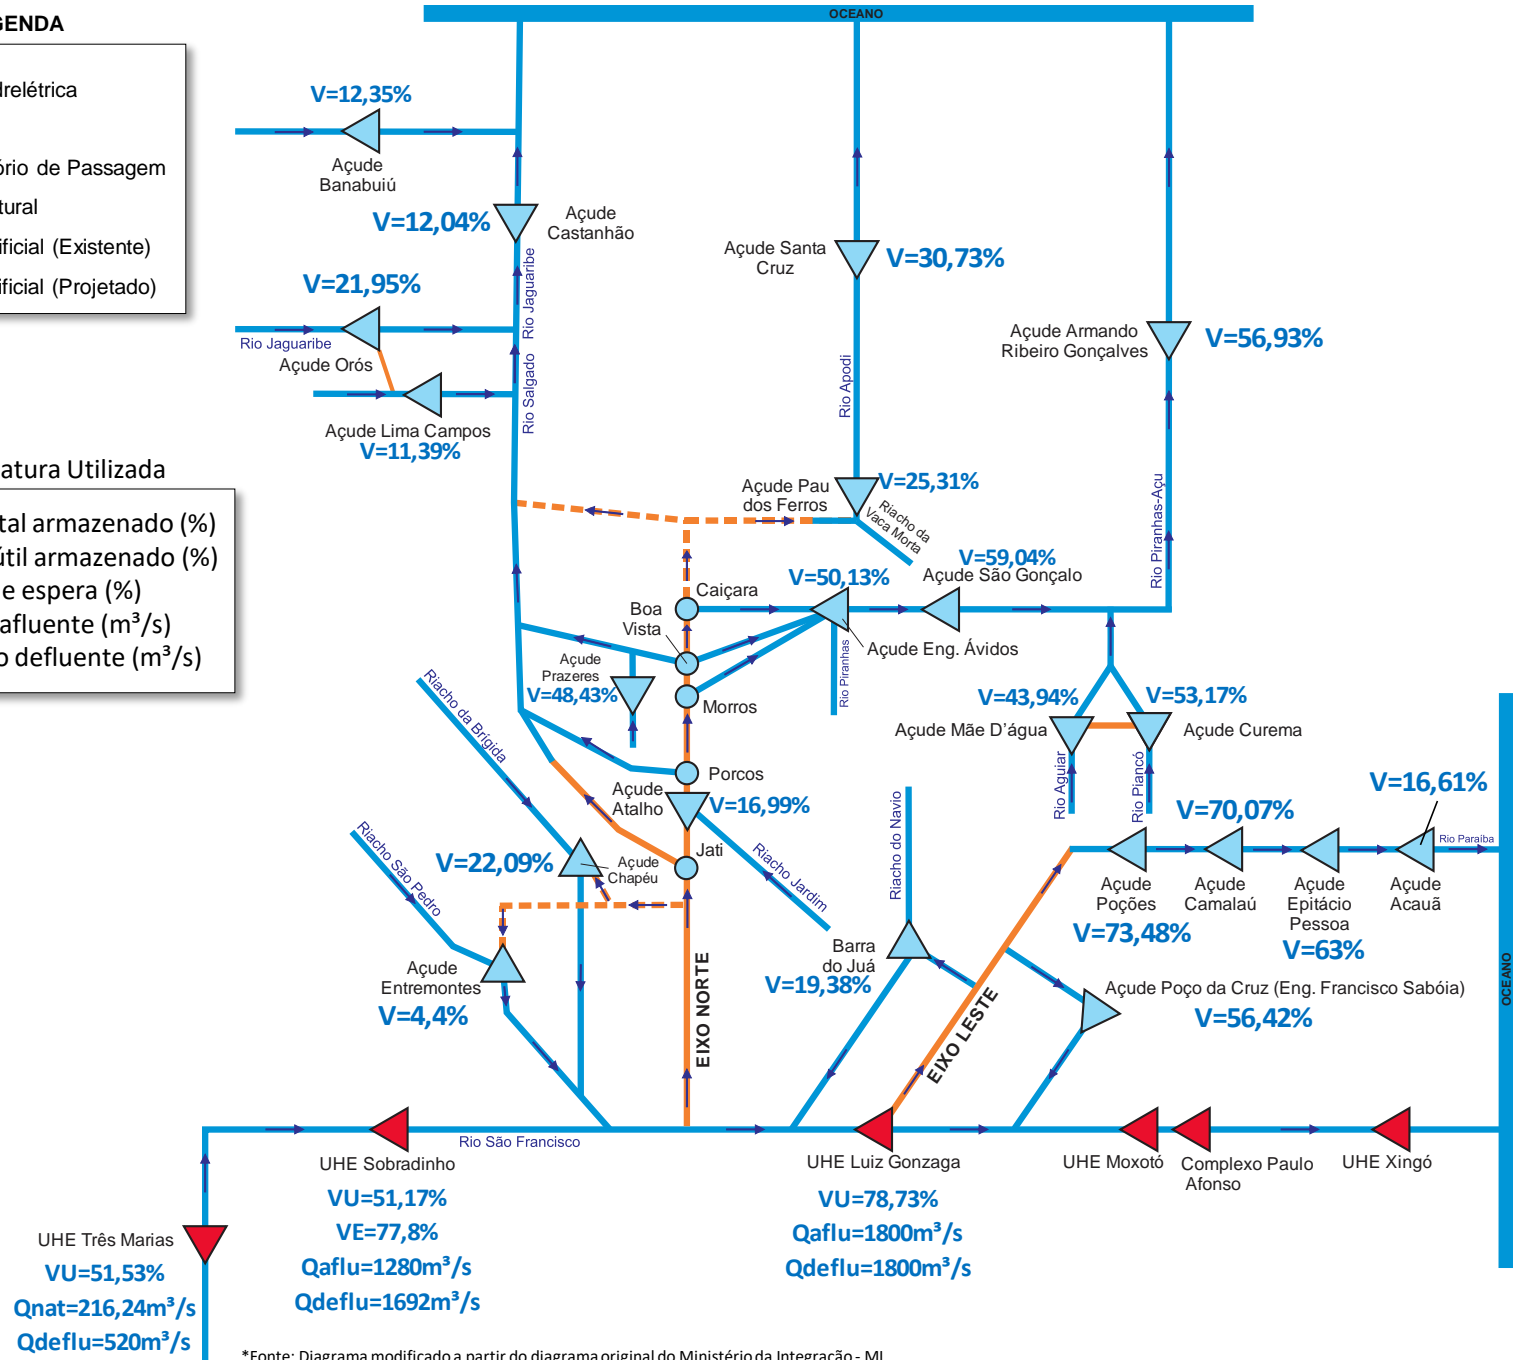 OCEANO
GENDA
drelétrica
ório de Passagem
tural
ificial (Existente)
ificial (Projetado)
V=12,35%
Açude
Banabuiú
V=12,04%
Açude
Castanhão
Rio Jaguaribe
V=21,95%
Rio Jaguaribe
Açude Orós
Rio Salgado
Açude Lima Campos
V=11,39%
Açude Santa
Cruz
V=30,73%
Rio Apodi
Açude Armando
Ribeiro Gonçalves
V=56,93%
Rio Piranhas-Açu
atura Utilizada
tal armazenado (%)
útil armazenado (%)
e espera (%)
afluente (m³/s)
o defluente (m³/s)
Açude Pau
dos Ferros
V=25,31%
Riacho da
Vaca Morta
V=59,04%
Açude São Gonçalo
V=50,13%
Caiçara
Boa
Vista
Açude Eng. Ávidos
Rio Piranhas
Açude
Prazeres
V=48,43%
Morros
Porcos
Riacho da Brígida
V=43,94%
Açude Mãe D'água
V=53,17%
Açude Curema
Rio Aguiar
Rio Piancó
Açude
Atalho
V=16,99%
Jati
Riacho Jardim
Riacho São Pedro
V=22,09%
Açude
Chapéu
Riacho do Navio
V=16,61%
V=70,07%
Rio Paraíba
Açude
Poções
V=73,48%
Açude
Camalaú
Açude
Epitácio
Pessoa
V=63%
Açude
Acauã
Açude
Entremontes
V=4,4%
EIXO NORTE
Barra
do Juá
V=19,38%
EIXO LESTE
Açude Poço da Cruz (Eng. Francisco Sabóia)
V=56,42%
OCEANO
Rio São Francisco
UHE Sobradinho
VU=51,17%
VE=77,8%
Qaflu=1280m³/s
Qdeflu=1692m³/s
UHE Luiz Gonzaga
VU=78,73%
Qaflu=1800m³/s
Qdeflu=1800m³/s
UHE Moxotó
Complexo Paulo
Afonso
UHE Xingó
UHE Três Marias
VU=51,53%
Qnat=216,24m³/s
Qdeflu=520m³/s
*Fonte: Diagrama modificado a partir do diagrama original do Ministério da Integração - MI